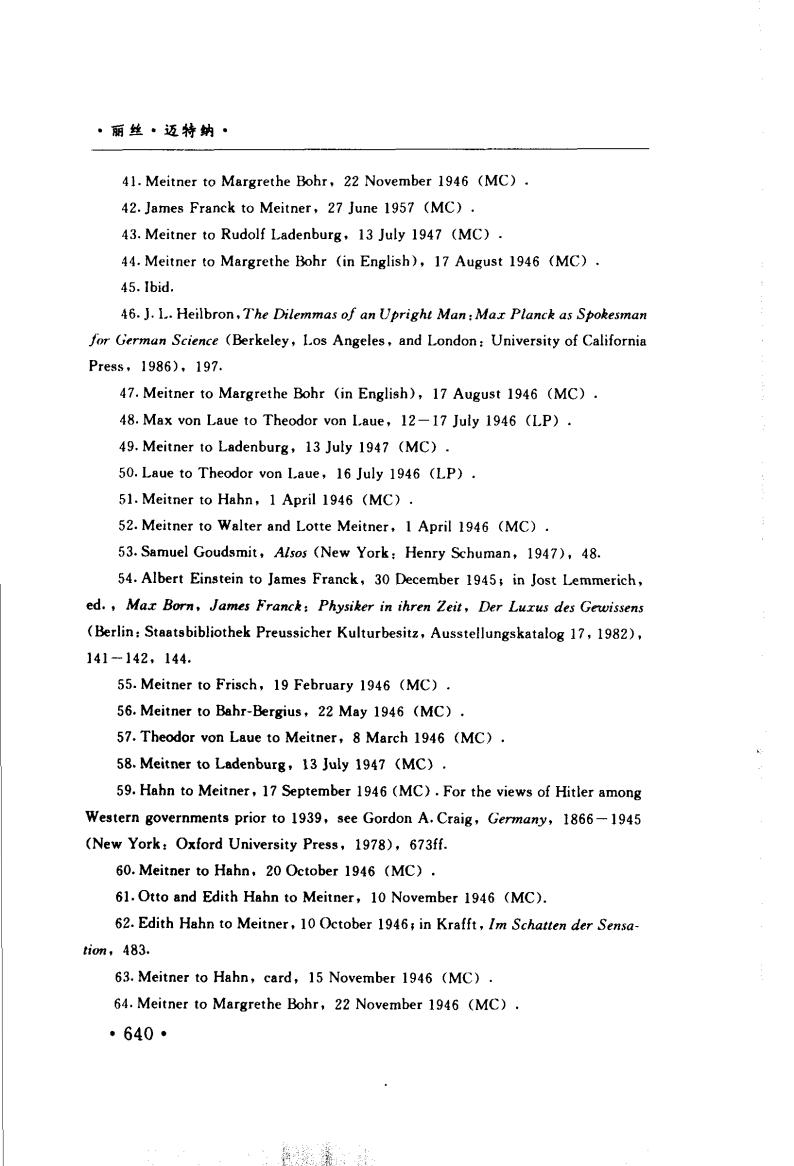 ·丽丝·迈特纳·
41. Meitner to Margrethe Bohr, 22 November 1946 (MC) .
42. James Franck to Meitner, 27 June 1957 (MC) .
43. Meitner to Rudolf Ladenburg, 13 July 1947 (MC) .
44. Meitner to Margrethe Bohr (in English), 17 August 1946 (MC) .
45. Ibid.
46. J. L. Heilbron, The Dilemmas of an Upright Man: Max Planck as Spokesman
for German Science (Berkeley, Los Angeles, and London: University of California
Press, 1986), 197.
47. Meitner to Margrethe Bohr (in English), 17 August 1946 (MC) .
48. Max von Laue to Theodor von Laue, 12—17 July 1946 (LP) .
49. Meitner to Ladenburg, 13 July 1947 (MC) .
50. Laue to Theodor von Laue, 16 July 1946 (LP) .
51. Meitner to Hahn, 1 April 1946 (MC) .
52. Meitner to Walter and Lotte Meitner, 1 April 1946 (MC) .
53. Samuel Goudsmit, Alsos (New York: Henry Schuman, 1947), 48.
54. Albert Einstein to James Franck, 30 December 1945; in Jost Lemmerich,
ed. , Max Born, James Franck: Physiker in ihren Zeit, Der Luxus des Gewissens
(Berlin: Staatsbibliothek Preussicher Kulturbesitz, Ausstellungskatalog 17, 1982),
141—142, 144.
55. Meitner to Frisch, 19 February 1946 (MC) .
56. Meitner to Bahr-Bergius, 22 May 1946 (MC) .
57. Theodor von Laue to Meitner, 8 March 1946 (MC) .
58. Meitner to Ladenburg, 13 July 1947 (MC) .
59. Hahn to Meitner, 17 September 1946 (MC) . For the views of Hitler among
Western governments prior to 1939, see Gordon A. Craig, Germany, 1866—1945
(New York: Oxford University Press, 1978), 673ff.
60. Meitner to Hahn, 20 October 1946 (MC) .
61. Otto and Edith Hahn to Meitner, 10 November 1946 (MC).
62. Edith Hahn to Meitner, 10 October 1946; in Krafft, Im Schatten der Sensa-
tion, 483.
63. Meitner to Hahn, card, 15 November 1946 (MC) .
64. Meitner to Margrethe Bohr, 22 November 1946 (MC) .
·640·